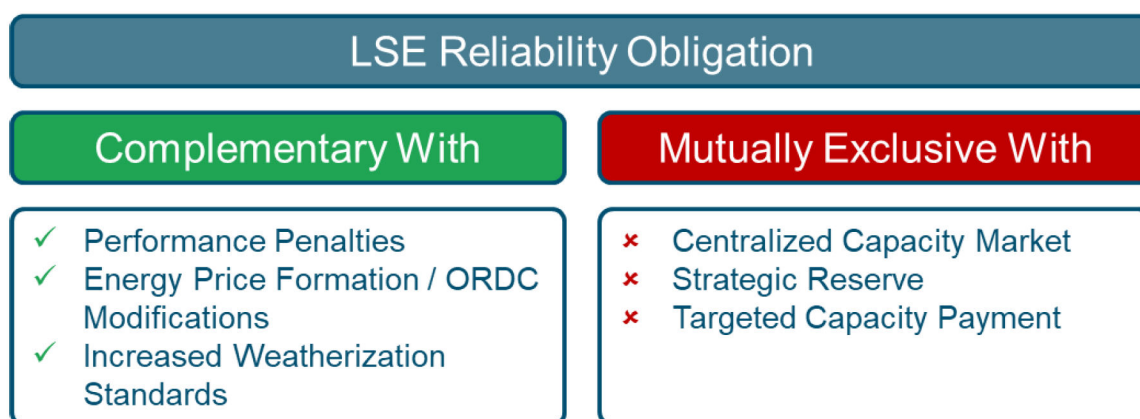 LSE Reliability Obligation
Complementary With
Mutually Exclusive With
✓ Performance Penalties
✓ Energy Price Formation / ORDC
Modifications
✓ Increased Weatherization
Standards
× Centralized Capacity Market
× Strategic Reserve
× Targeted Capacity Payment